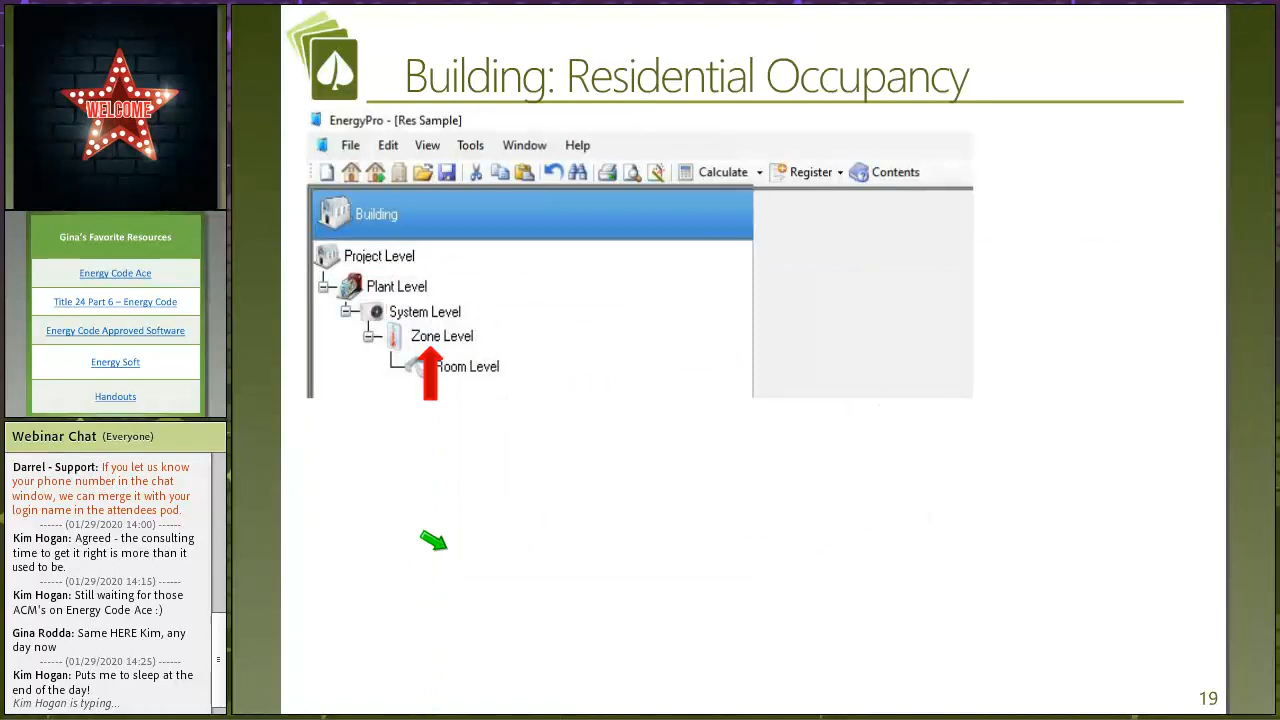 WELCOME
Gina's Favorite Resources
Energy Code Ace
Title 24 Part 6 – Energy Code
Energy Code Approved Software
Energy Soft
Handouts
Webinar Chat (Everyone)
Darrel - Support: If you let us know
your phone number in the chat
window, we can merge it with your
login name in the attendees pod.
------ (01/29/2020 14:00) ------
Kim Hogan: Agreed - the consulting
time to get it right is more than it
used to be.
------ (01/29/2020 14:15) ------
Kim Hogan: Still waiting for those
ACM's on Energy Code Ace :)
Gina Rodda: Same HERE Kim, any
day now
------ (01/29/2020 14:25) ------
Kim Hogan: Puts me to sleep at the
end of the day!
Kim Hogan is typing...
Building: Residential Occupancy
EnergyPro - [Res Sample]
File Edit View Tools Window Help
Calculate Register Contents
Building
Project Level
Plant Level
System Level
Zone Level
Room Level
19